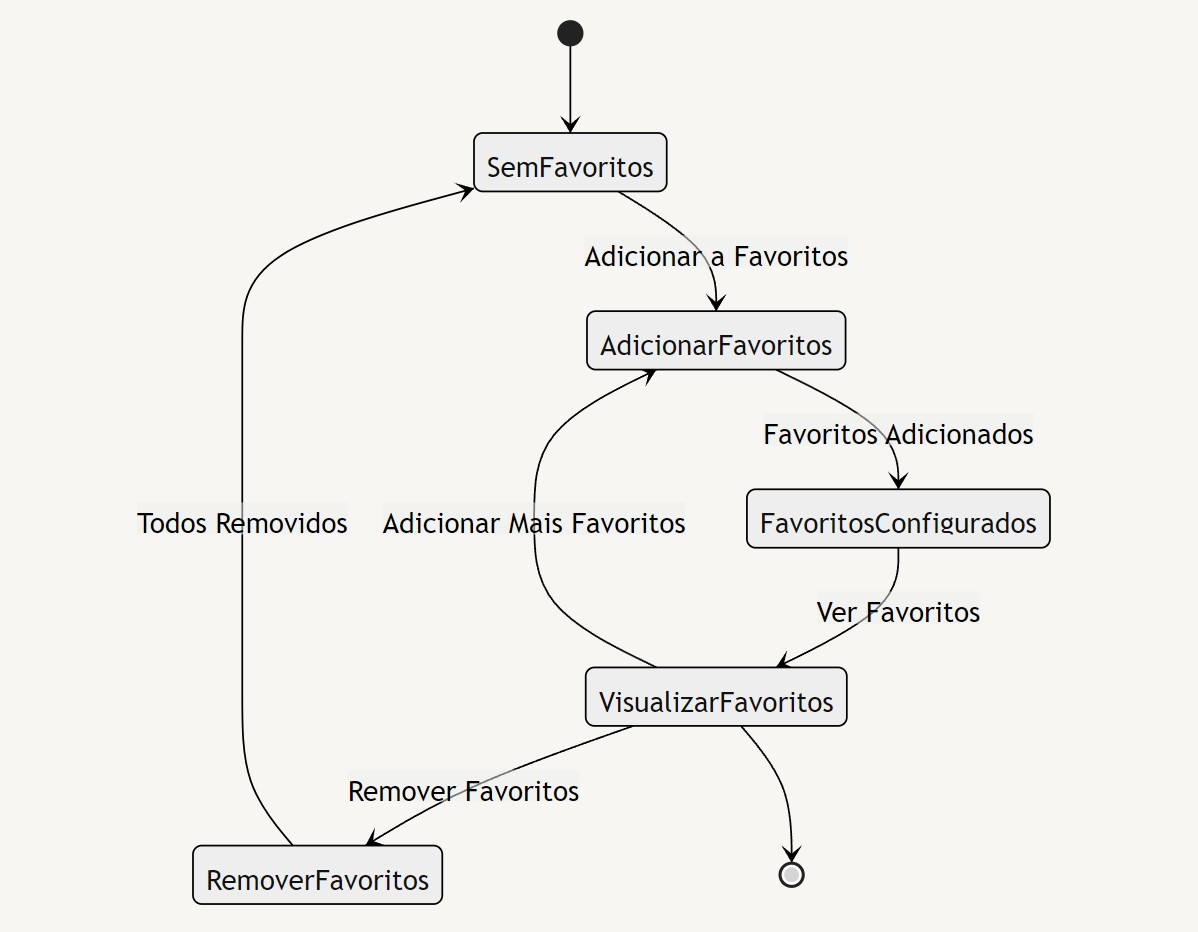 SemFavoritos
Adicionar a Favoritos
AdicionarFavoritos
Favoritos Adicionados
Todos Removidos
Adicionar Mais Favoritos
FavoritosConfigurados
Ver Favoritos
VisualizarFavoritos
Remover Favoritos
RemoverFavoritos